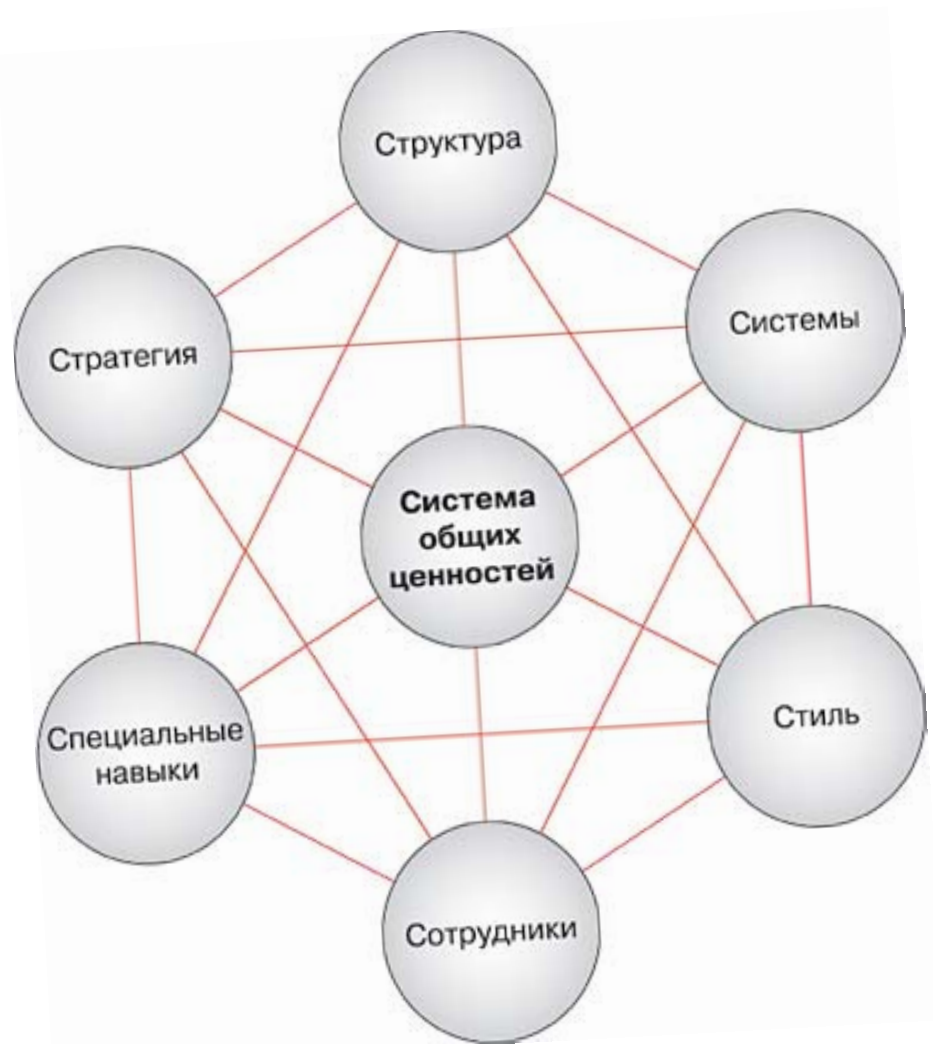 Структура
Системы
Стратегия
Система
общих
ценностей
Стиль
Специальные
навыки
Сотрудники